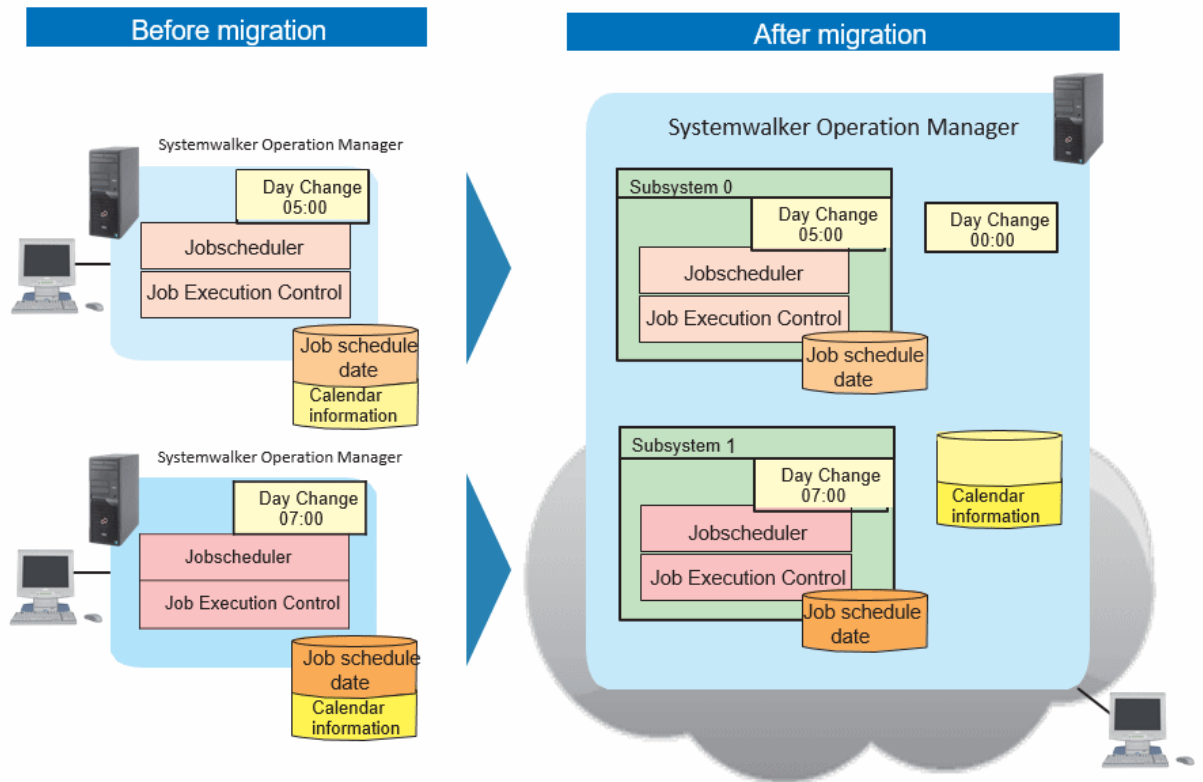 Before migration
Systemwalker Operation Manager
Day Change
05:00
Jobscheduler
Job Execution Control
Job schedule
date
Calendar
information
Systemwalker Operation Manager
Day Change
07:00
Jobscheduler
Job Execution Control
Job schedule
date
Calendar
information
After migration
Systemwalker Operation Manager
Subsystem 0
Day Change
05:00
Day Change
00:00
Jobscheduler
Job Execution Control
Job schedule
date
Subsystem 1
Day Change
07:00
Jobscheduler
Job Execution Control
Job schedule
date
Calendar
information